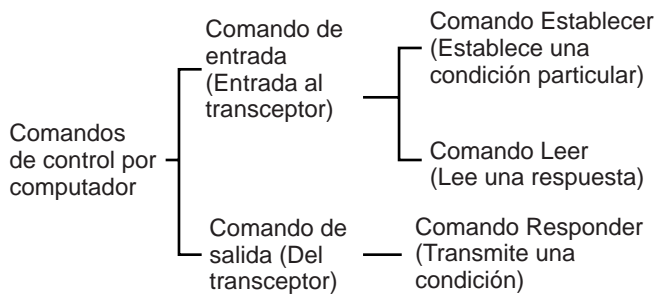 Comandos
de control por
computador
Comando de
entrada
(Entrada al
transceptor)
Comando Establecer
(Establece una
condición particular)
Comando Leer
(Lee una respuesta)
Comando de
salida (Del
transceptor)
Comando Responder
(Transmite una
condición)